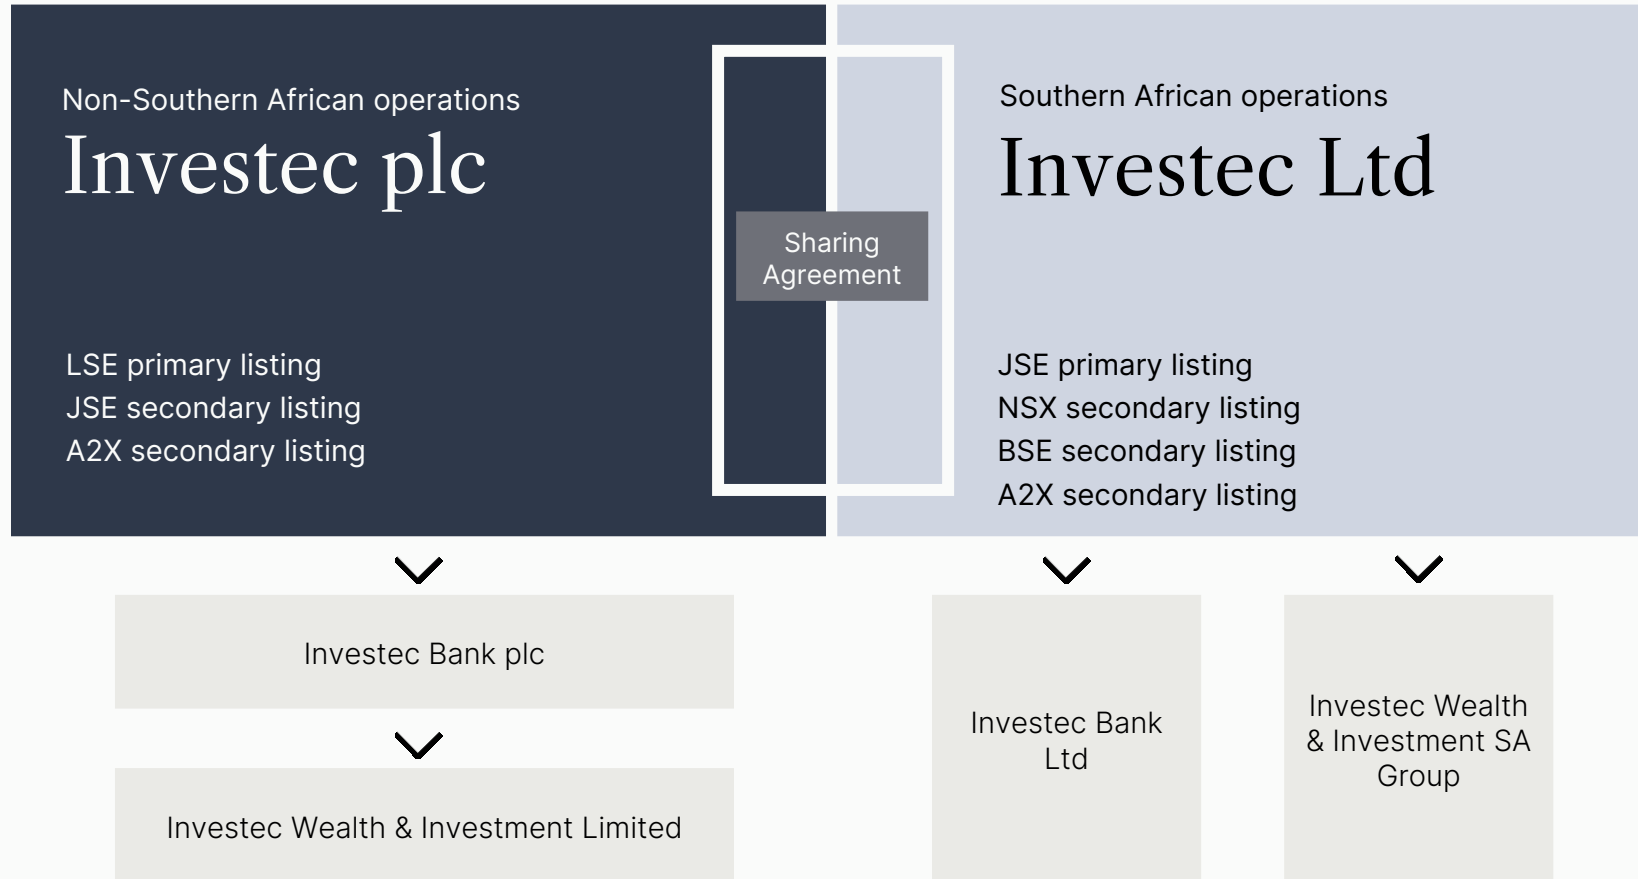 Non-Southern African operations
Investec plc
LSE primary listing
JSE secondary listing
A2X secondary listing
Sharing
Agreement
Southern African operations
Investec Ltd
JSE primary listing
NSX secondary listing
BSE secondary listing
A2X secondary listing
Investec Bank plc
Investec Wealth & Investment Limited
Investec Bank
Ltd
Investec Wealth
& Investment SA
Group